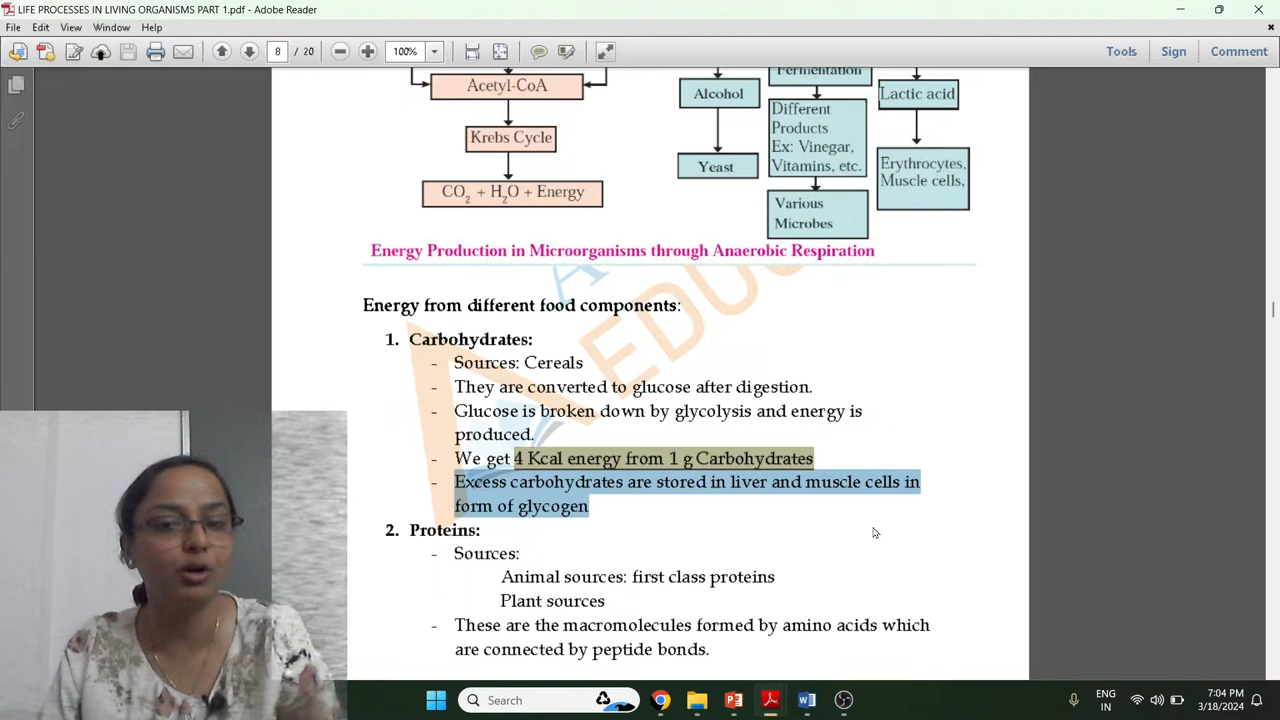 LIFE PROCESSES IN LIVING ORGANISMS PART 1.pdf - Adobe Reader
File Edit View Window Help
8 / 20 100% Tools Sign Comment
Acetyl-CoA
Krebs Cycle
CO2 + H2O + Energy
Alcohol
Yeast
Fermentation
Different
Products
Ex: Vinegar,
Vitamins, etc.
Various
Microbes
Lactic acid
Erythrocytes,
Muscle cells,
Energy Production in Microorganisms through Anaerobic Respiration
Energy from different food components:
1. Carbohydrates:
- Sources: Cereals
- They are converted to glucose after digestion.
- Glucose is broken down by glycolysis and energy is
produced.
- We get 4 Kcal energy from 1 g Carbohydrates
- Excess carbohydrates are stored in liver and muscle cells in
form of glycogen
2. Proteins:
- Sources:
Animal sources: first class proteins
Plant sources
- These are the macromolecules formed by amino acids which
are connected by peptide bonds.
Search
ENG
IN
7:04 PM
3/18/2024